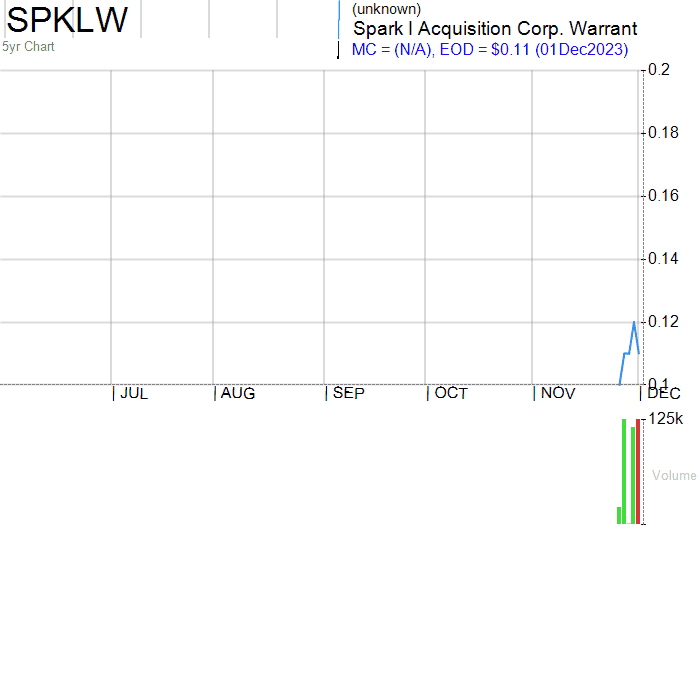 SPKLW
5yr Chart
(unknown)
Spark I Acquisition Corp. Warrant
MC = (N/A), EOD = $0.11 (01Dec2023)
0.2
0.18
0.16
0.14
0.12
0.1
JUL AUG SEP OCT NOV DEC
125k
Volume